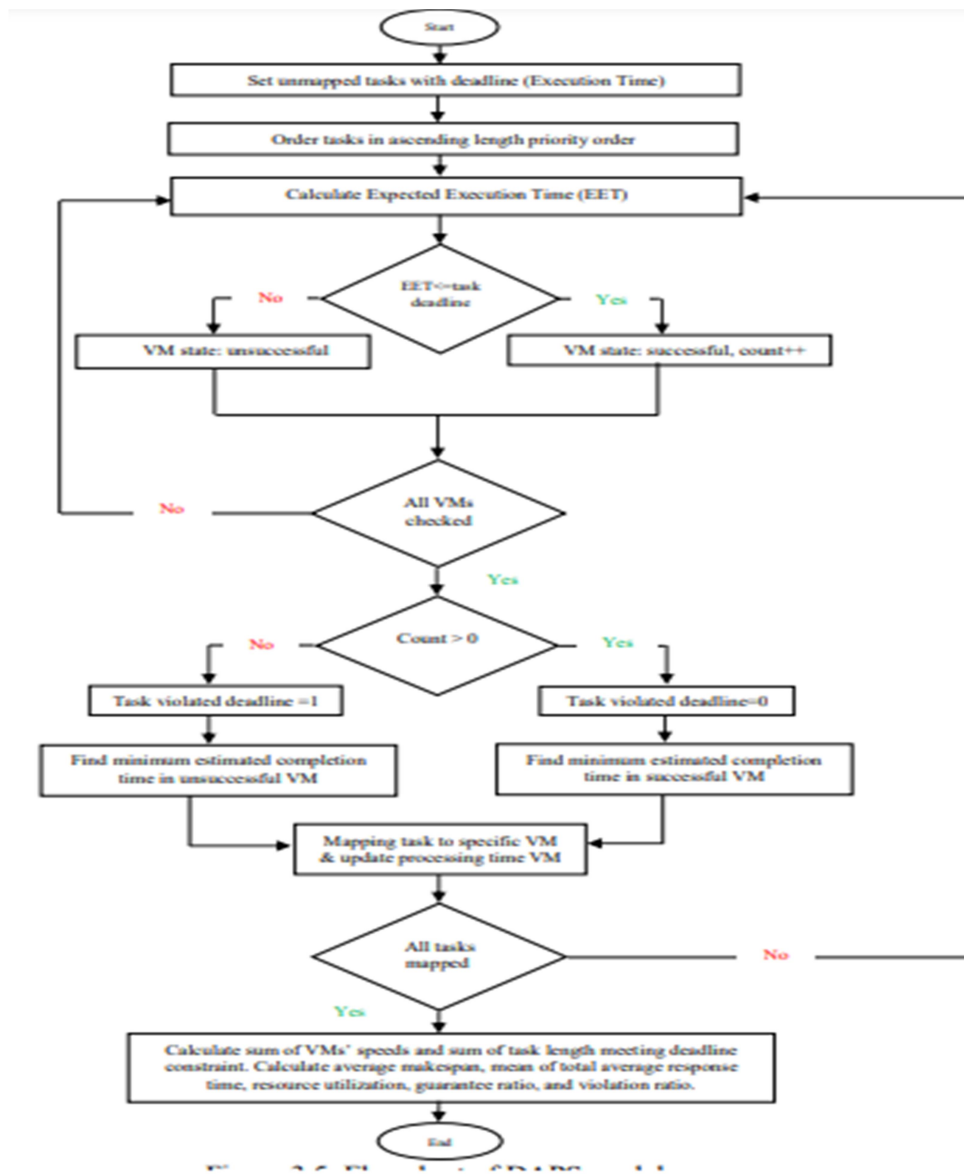 Start
Set unmapped tasks with deadline (Execution Time)
Order tasks in ascending length priority order
Calculate Expected Execution Time (EET)
EET<=task
deadline
No
Yes
VM state: unsuccessful
VM state: successful, count++
All VMs
checked
No
Yes
Count > 0
No
Yes
Task violated deadline =1
Task violated deadline=0
Find minimum estimated completion
time in unsuccessful VM
Find minimum estimated completion
time in successful VM
Mapping task to specific VM
& update processing time VM
All tasks
mapped
No
Yes
Calculate sum of VMs' speeds and sum of task length meeting deadline
constraint. Calculate average makespan, mean of total average response
time, resource utilization, guarantee ratio, and violation ratio.
End